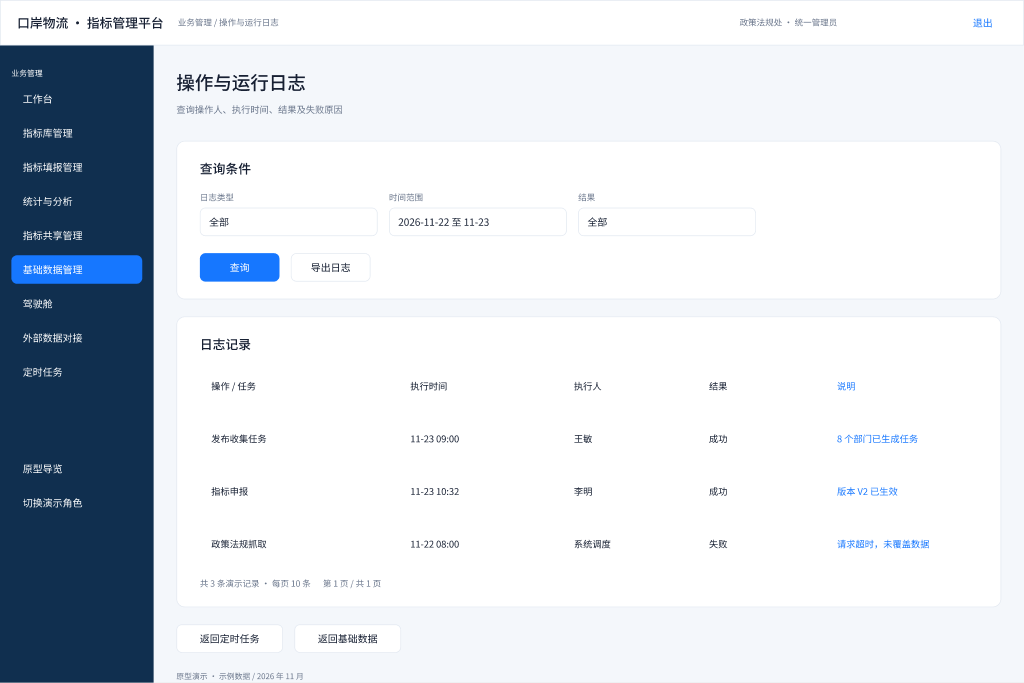 口岸物流 · 指标管理平台
业务管理 / 操作与运行日志
政策法规处 · 统一管理员
退出
业务管理
工作台
指标库管理
指标填报管理
统计与分析
指标共享管理
基础数据管理
驾驶舱
外部数据对接
定时任务
原型导览
切换演示角色
操作与运行日志
查询操作人、执行时间、结果及失败原因
查询条件
日志类型 时间范围 结果
全部 2026-11-22 至 11-23 全部
查询 导出日志
日志记录
操作 / 任务 执行时间 执行人 结果 说明
发布收集任务 11-23 09:00 王敏 成功 8 个部门已生成任务
指标申报 11-23 10:32 李明 成功 版本 V2 已生效
政策法规抓取 11-22 08:00 系统调度 失败 请求超时，未覆盖数据
共 3 条演示记录 · 每页 10 条 第 1 页 / 共 1 页
返回定时任务 返回基础数据
原型演示 · 示例数据 / 2026 年 11 月